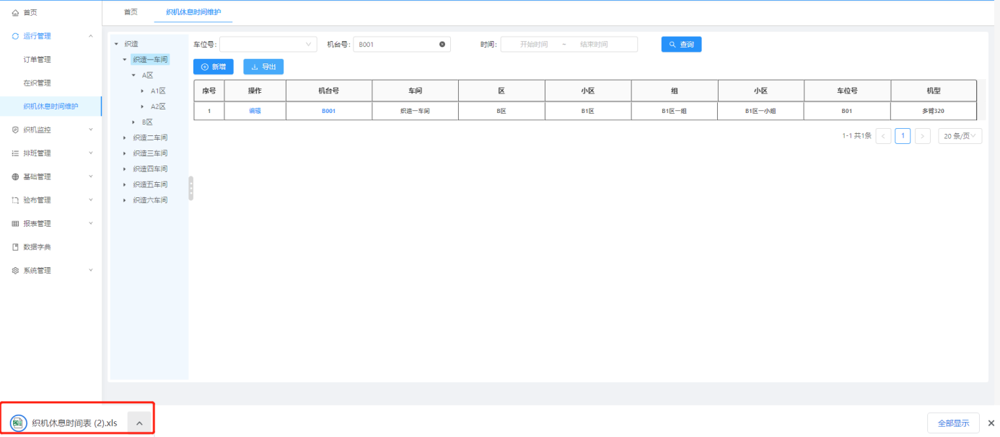 首页
运行管理
订单管理
在织管理
织机休息时间维护
织机监控
排班管理
基础管理
验布管理
报表管理
数据字典
系统管理
首页 织机休息时间维护
织造
织造一车间
A区
A1区
A2区
B区
织造二车间
织造三车间
织造四车间
织造五车间
织造六车间
车位号: 机台号: B001 时间: 开始时间 ~ 结束时间 查询
新增 导出
序号 操作 机台号 车间 区 小区 组 小区 车位号 机型
1 编辑 B001 织造一车间 B区 B1区 B1区一组 B1区一小组 B01 多臂320
1-1 共1条 < 1 > 20 条/页
织机休息时间表 (2).xls
全部显示